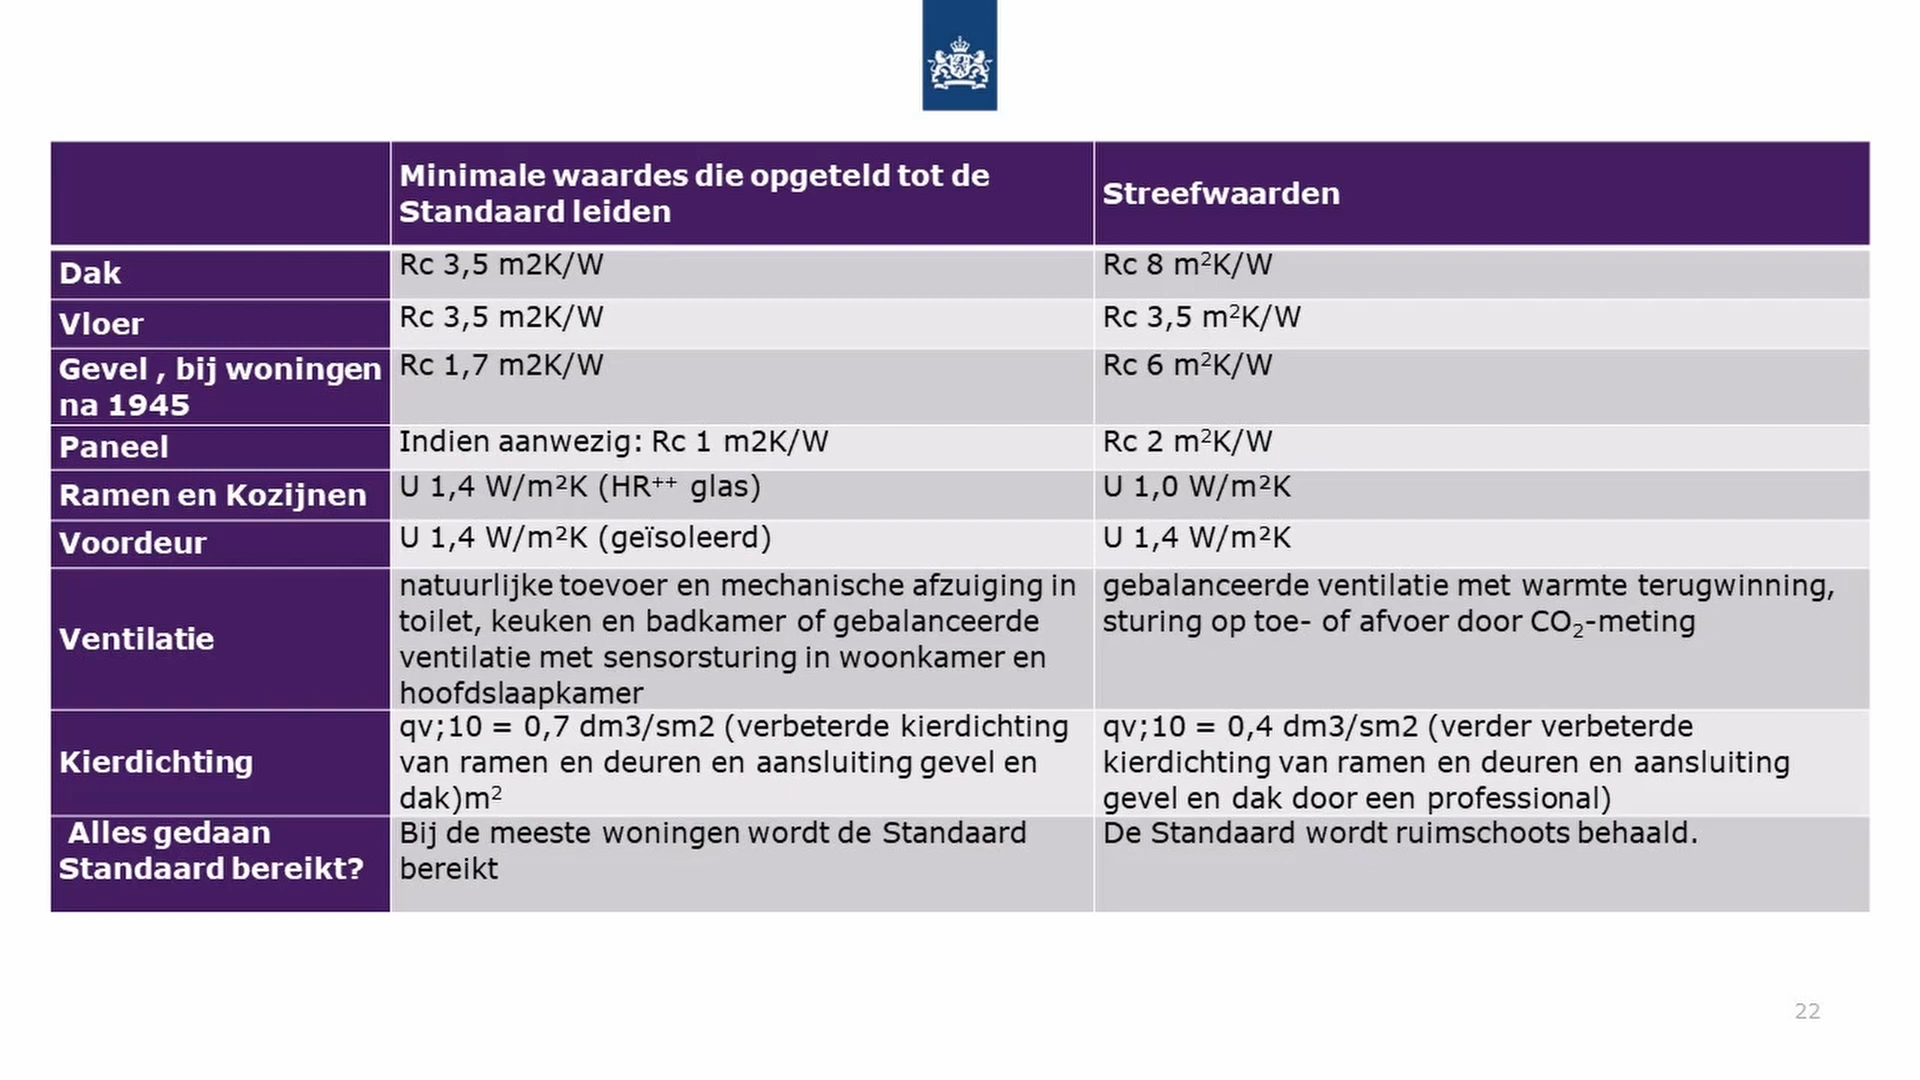 Minimale waardes die opgeteld tot de
Standaard leiden
Streefwaarden
Dak
Rc 3,5 m2K/W
Rc 8 m²K/W
Vloer
Rc 3,5 m2K/W
Rc 3,5 m²K/W
Gevel , bij woningen
na 1945
Rc 1,7 m2K/W
Rc 6 m²K/W
Paneel
Indien aanwezig: Rc 1 m2K/W
Rc 2 m²K/W
Ramen en Kozijnen
U 1,4 W/m²K (HR⁺⁺ glas)
U 1,0 W/m²K
Voordeur
U 1,4 W/m²K (geïsoleerd)
U 1,4 W/m²K
Ventilatie
natuurlijke toevoer en mechanische afzuiging in
toilet, keuken en badkamer of gebalanceerde
ventilatie met sensorsturing in woonkamer en
hoofdslaapkamer
gebalanceerde ventilatie met warmte terugwinning,
sturing op toe- of afvoer door CO₂-meting
Kierdichting
qv;10 = 0,7 dm3/sm2 (verbeterde kierdichting
van ramen en deuren en aansluiting gevel en
dak)m²
qv;10 = 0,4 dm3/sm2 (verder verbeterde
kierdichting van ramen en deuren en aansluiting
gevel en dak door een professional)
Alles gedaan
Standaard bereikt?
Bij de meeste woningen wordt de Standaard
bereikt
De Standaard wordt ruimschoots behaald.
22